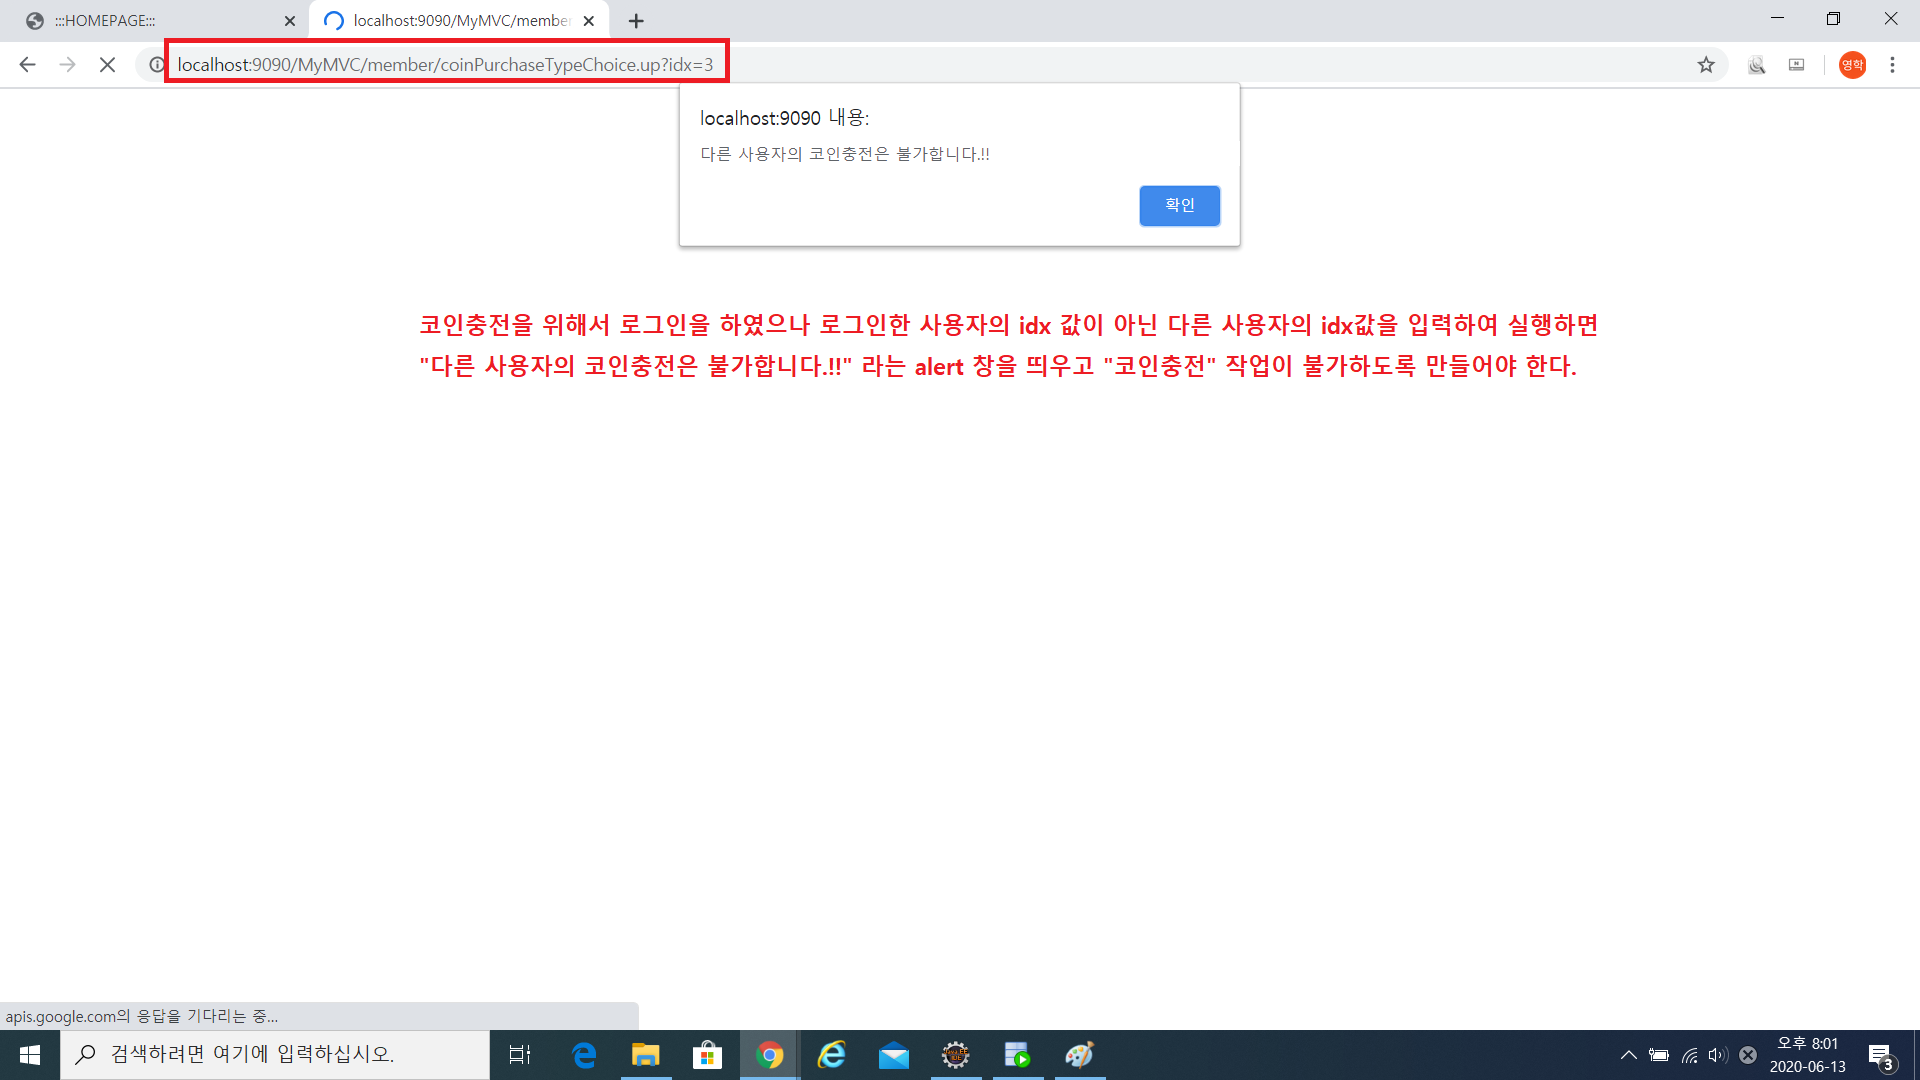 :::HOMEPAGE:::
localhost:9090/MyMVC/membe
localhost:9090/MyMVC/member/coinPurchaseTypeChoice.up?idx=3
영학
localhost:9090 내용:
다른 사용자의 코인충전은 불가합니다.!!
확인
코인충전을 위해서 로그인을 하였으나 로그인한 사용자의 idx 값이 아닌 다른 사용자의 idx값을 입력하여 실행하면
"다른 사용자의 코인충전은 불가합니다.!!" 라는 alert 창을 띄우고 "코인충전" 작업이 불가하도록 만들어야 한다.
apis.google.com의 응답을 기다리는 중...
검색하려면 여기에 입력하십시오.
오후 8:01
2020-06-13
3